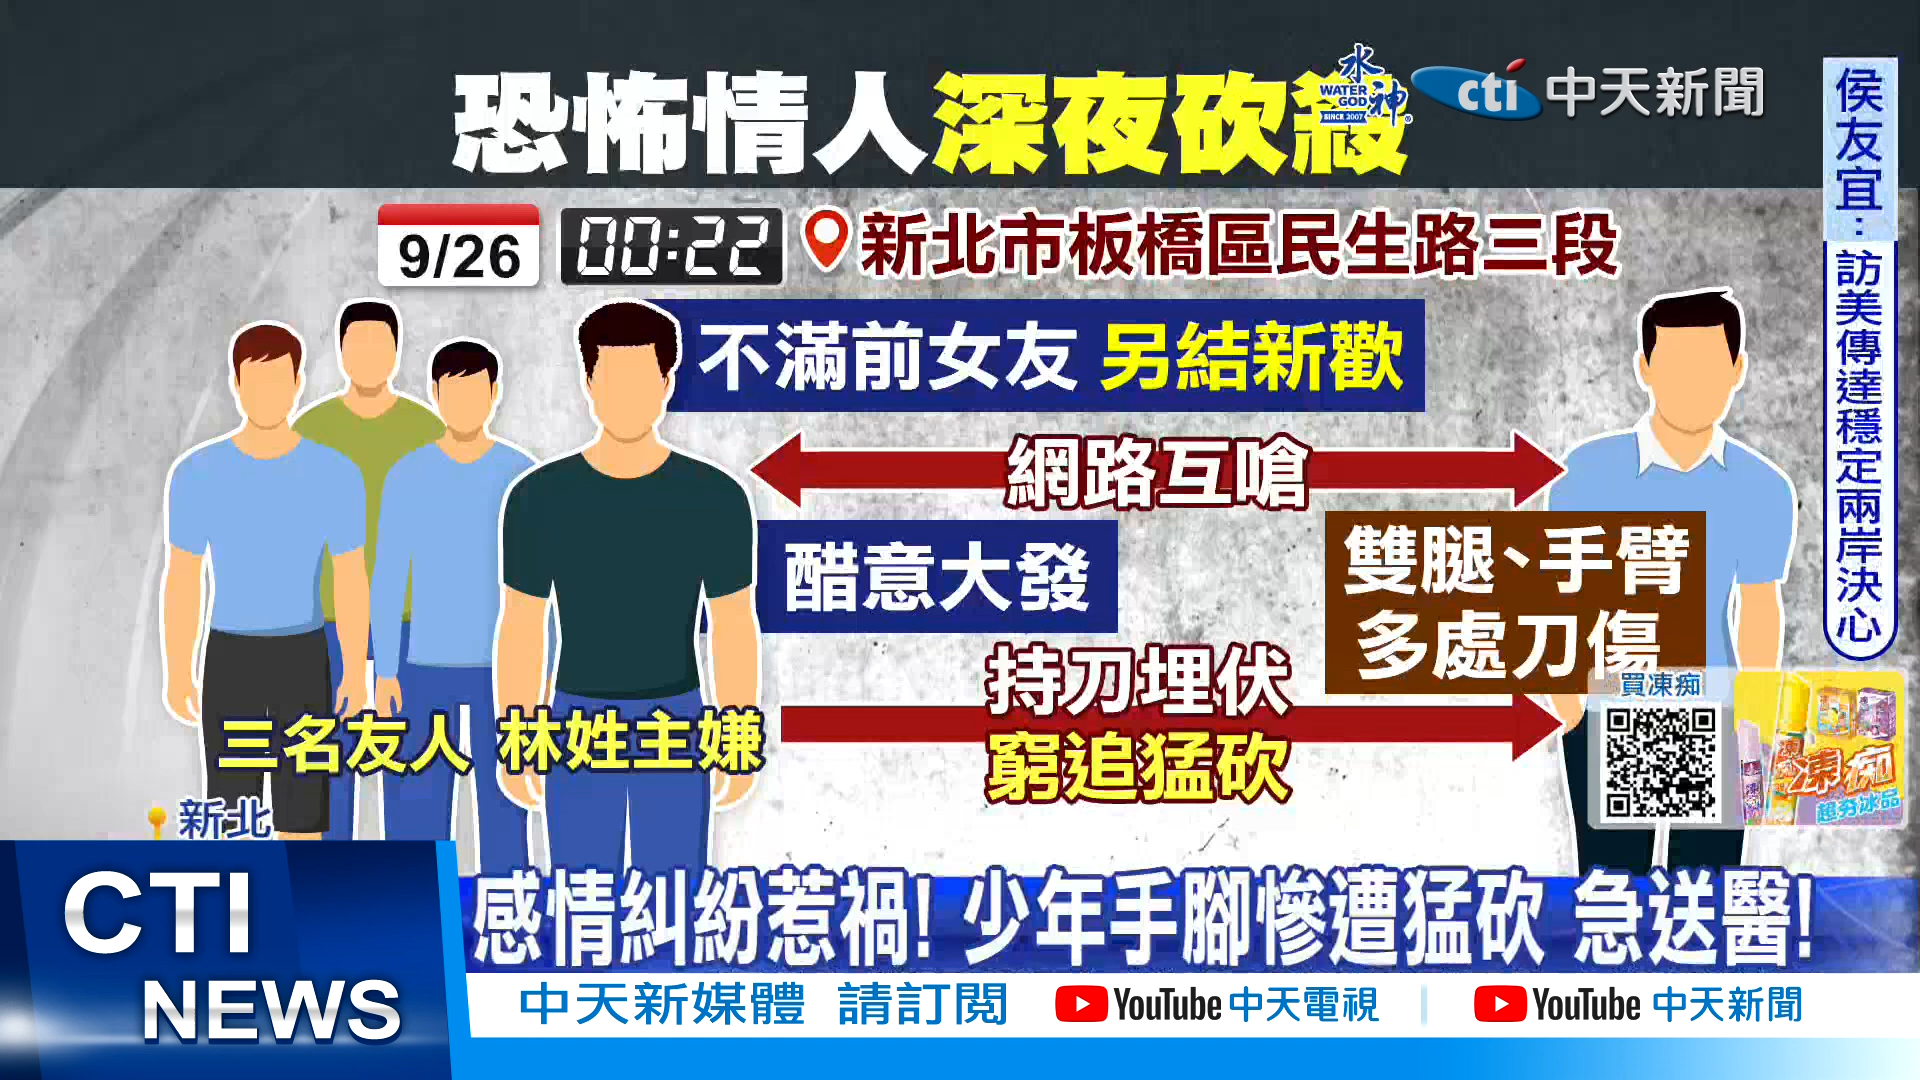 恐怖情人深夜砍殺
水神
WATER GOD
SINCE 2007
cti 中天新聞
侯友宜:訪美傳達穩定兩岸決心
9/26
00:22
新北市板橋區民生路三段
不滿前女友 另結新歡
網路互嗆
醋意大發
雙腿、手臂
多處刀傷
持刀埋伏
窮追猛砍
三名友人
林姓主嫌
買凍痴
凍痴
超夯冰品
新北
CTI
NEWS
感情糾紛惹禍! 少年手腳慘遭猛砍 急送醫!
中天新媒體 請訂閱 YouTube 中天電視 | YouTube 中天新聞